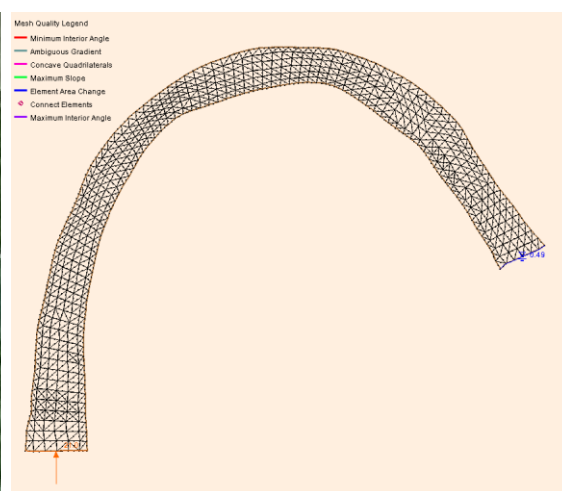 Mesh Quality Legend
Minimum Interior Angle
Ambiguous Gradient
Concave Quadrilaterals
Maximum Slope
Element Area Change
Connect Elements
Maximum Interior Angle
0.49